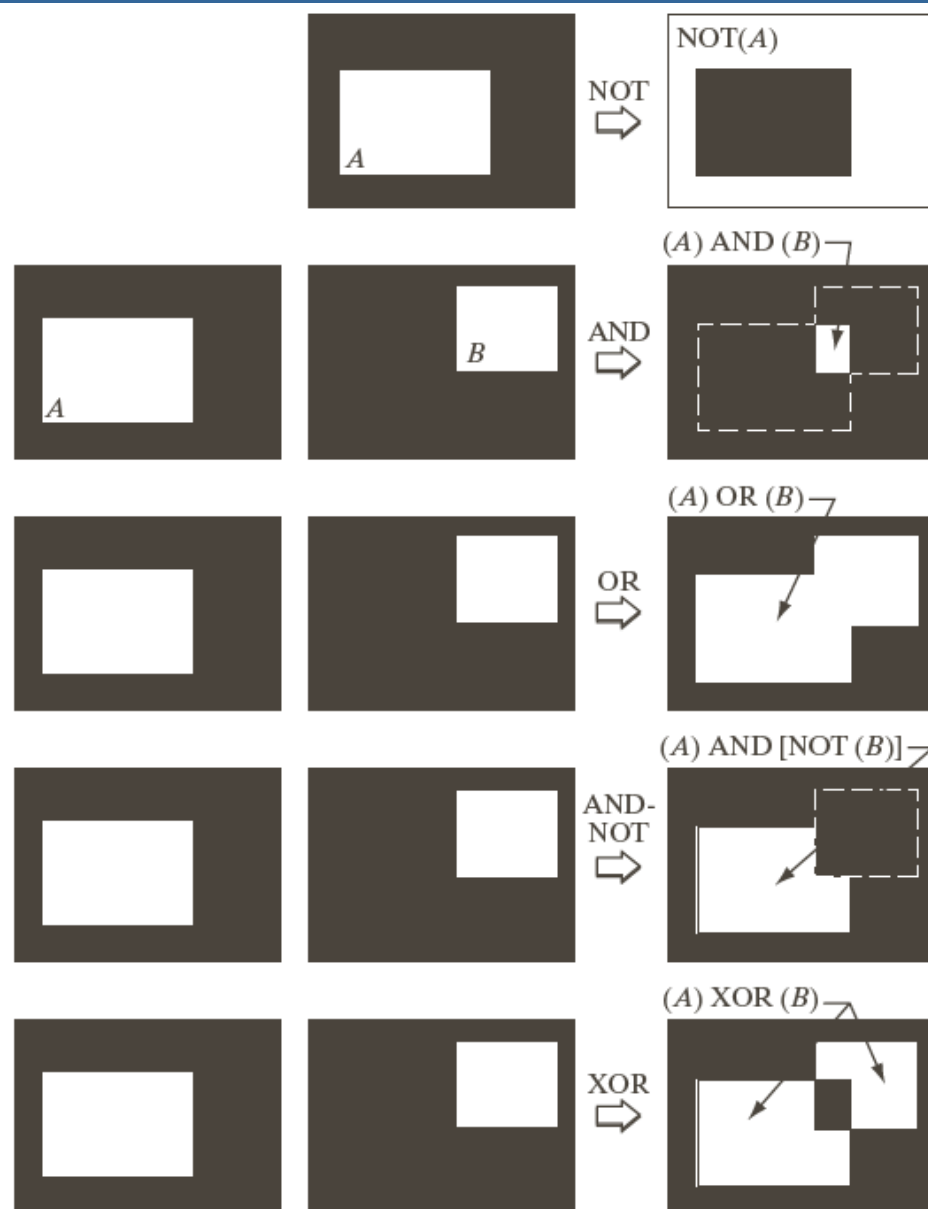 NOT(A)
NOT
A
(A) AND (B)
AND
B
A
(A) OR (B)
OR
(A) AND [NOT (B)]
AND-
NOT
(A) XOR (B)
XOR